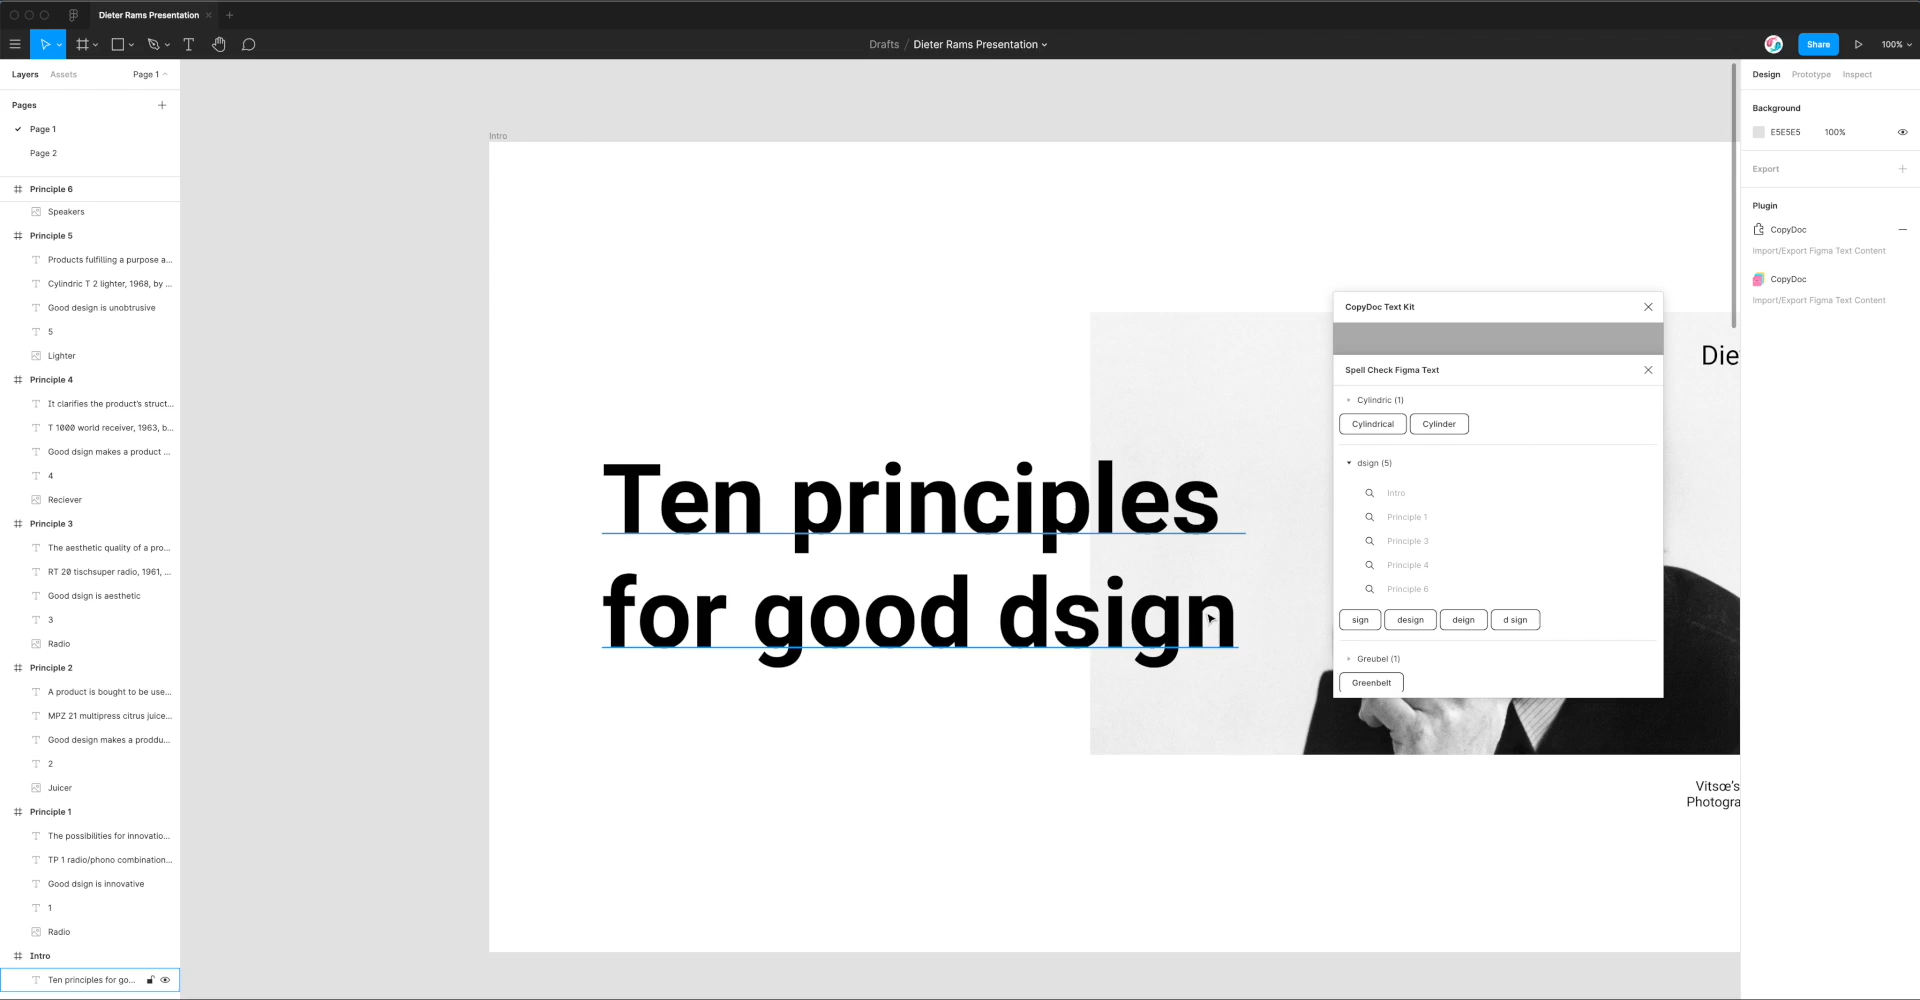 Dieter Rams Presentation
Drafts / Dieter Rams Presentation
Share
100%
Layers
Assets
Page 1
Pages
Page 1
Page 2
Principle 6
Speakers
Principle 5
Products fulfilling a purpose a...
Cylindric T 2 lighter, 1968, by ...
Good design is unobtrusive
5
Lighter
Principle 4
It clarifies the product's struct...
T 1000 world receiver, 1963, b...
Good dsign makes a product ...
4
Reciever
Principle 3
The aesthetic quality of a pro...
RT 20 tischsuper radio, 1961, ...
Good dsign is aesthetic
3
Radio
Principle 2
A product is bought to be use...
MPZ 21 multipress citrus juice...
Good design makes a proddu...
2
Juicer
Principle 1
The possibilities for innovatio...
TP 1 radio/phono combination...
Good dsign is innovative
1
Radio
Intro
Ten principles for go...
Intro
Ten principles
for good dsign
Die
Vitsœ's
Photogra
CopyDoc Text Kit
Spell Check Figma Text
Cylindric (1)
Cylindrical
Cylinder
dsign (5)
Intro
Principle 1
Principle 3
Principle 4
Principle 6
sign
design
deign
d sign
Greubel (1)
Greenbelt
Design
Prototype
Inspect
Background
E5E5E5
100%
Export
Plugin
CopyDoc
Import/Export Figma Text Content
CopyDoc
Import/Export Figma Text Content